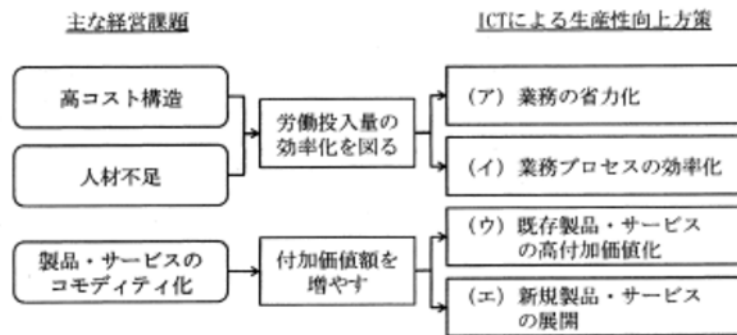 主な経営課題
ICTによる生産性向上方策
高コスト構造
人材不足
労働投入量の
効率化を図る
(ア) 業務の省力化
(イ) 業務プロセスの効率化
製品・サービスの
コモディティ化
付加価値額を
増やす
(ウ) 既存製品・サービス
の高付加価値化
(エ) 新規製品・サービス
の展開